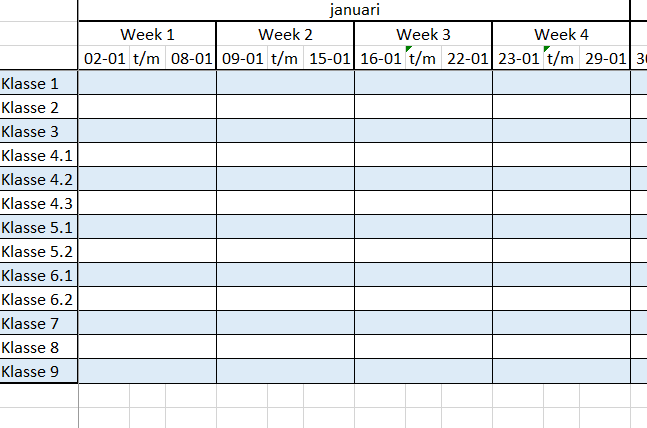 januari
Week 1 Week 2 Week 3 Week 4
02-01 t/m 08-01 09-01 t/m 15-01 16-01 t/m 22-01 23-01 t/m 29-01
Klasse 1
Klasse 2
Klasse 3
Klasse 4.1
Klasse 4.2
Klasse 4.3
Klasse 5.1
Klasse 5.2
Klasse 6.1
Klasse 6.2
Klasse 7
Klasse 8
Klasse 9